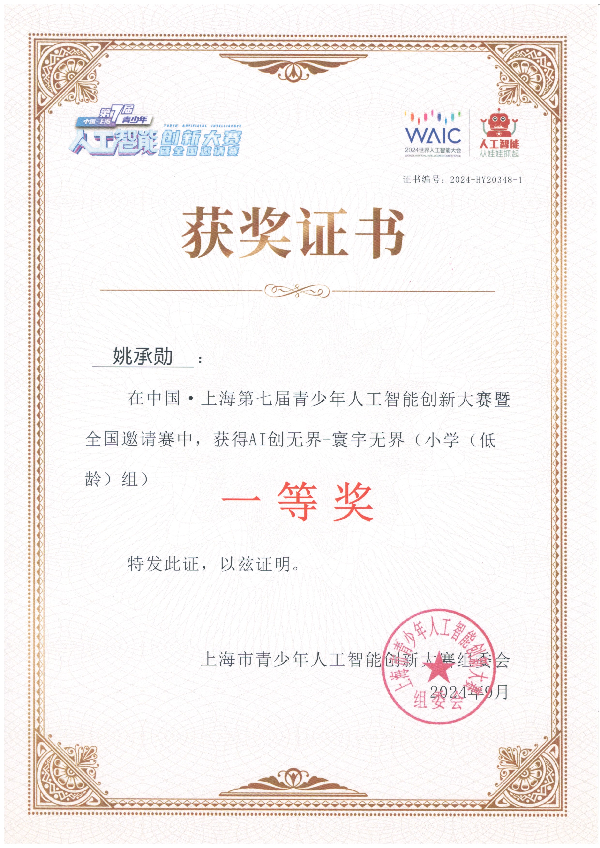 第7届
中国·上海 青少年
人工智能创新大赛
暨全国邀请赛
WAIC
2024世界人工智能大会
人工智能
从娃娃抓起
证书编号：2024-HY20348-1
获奖证书
姚承勋：
在中国·上海第七届青少年人工智能创新大赛暨
全国邀请赛中，获得AI创无界-寰宇无界（小学（低
龄）组）
一等奖
特发此证，以兹证明。
上海市青少年人工智能创新大赛组委会
2024年9月
上海市青少年人工智能创新大赛
组委会